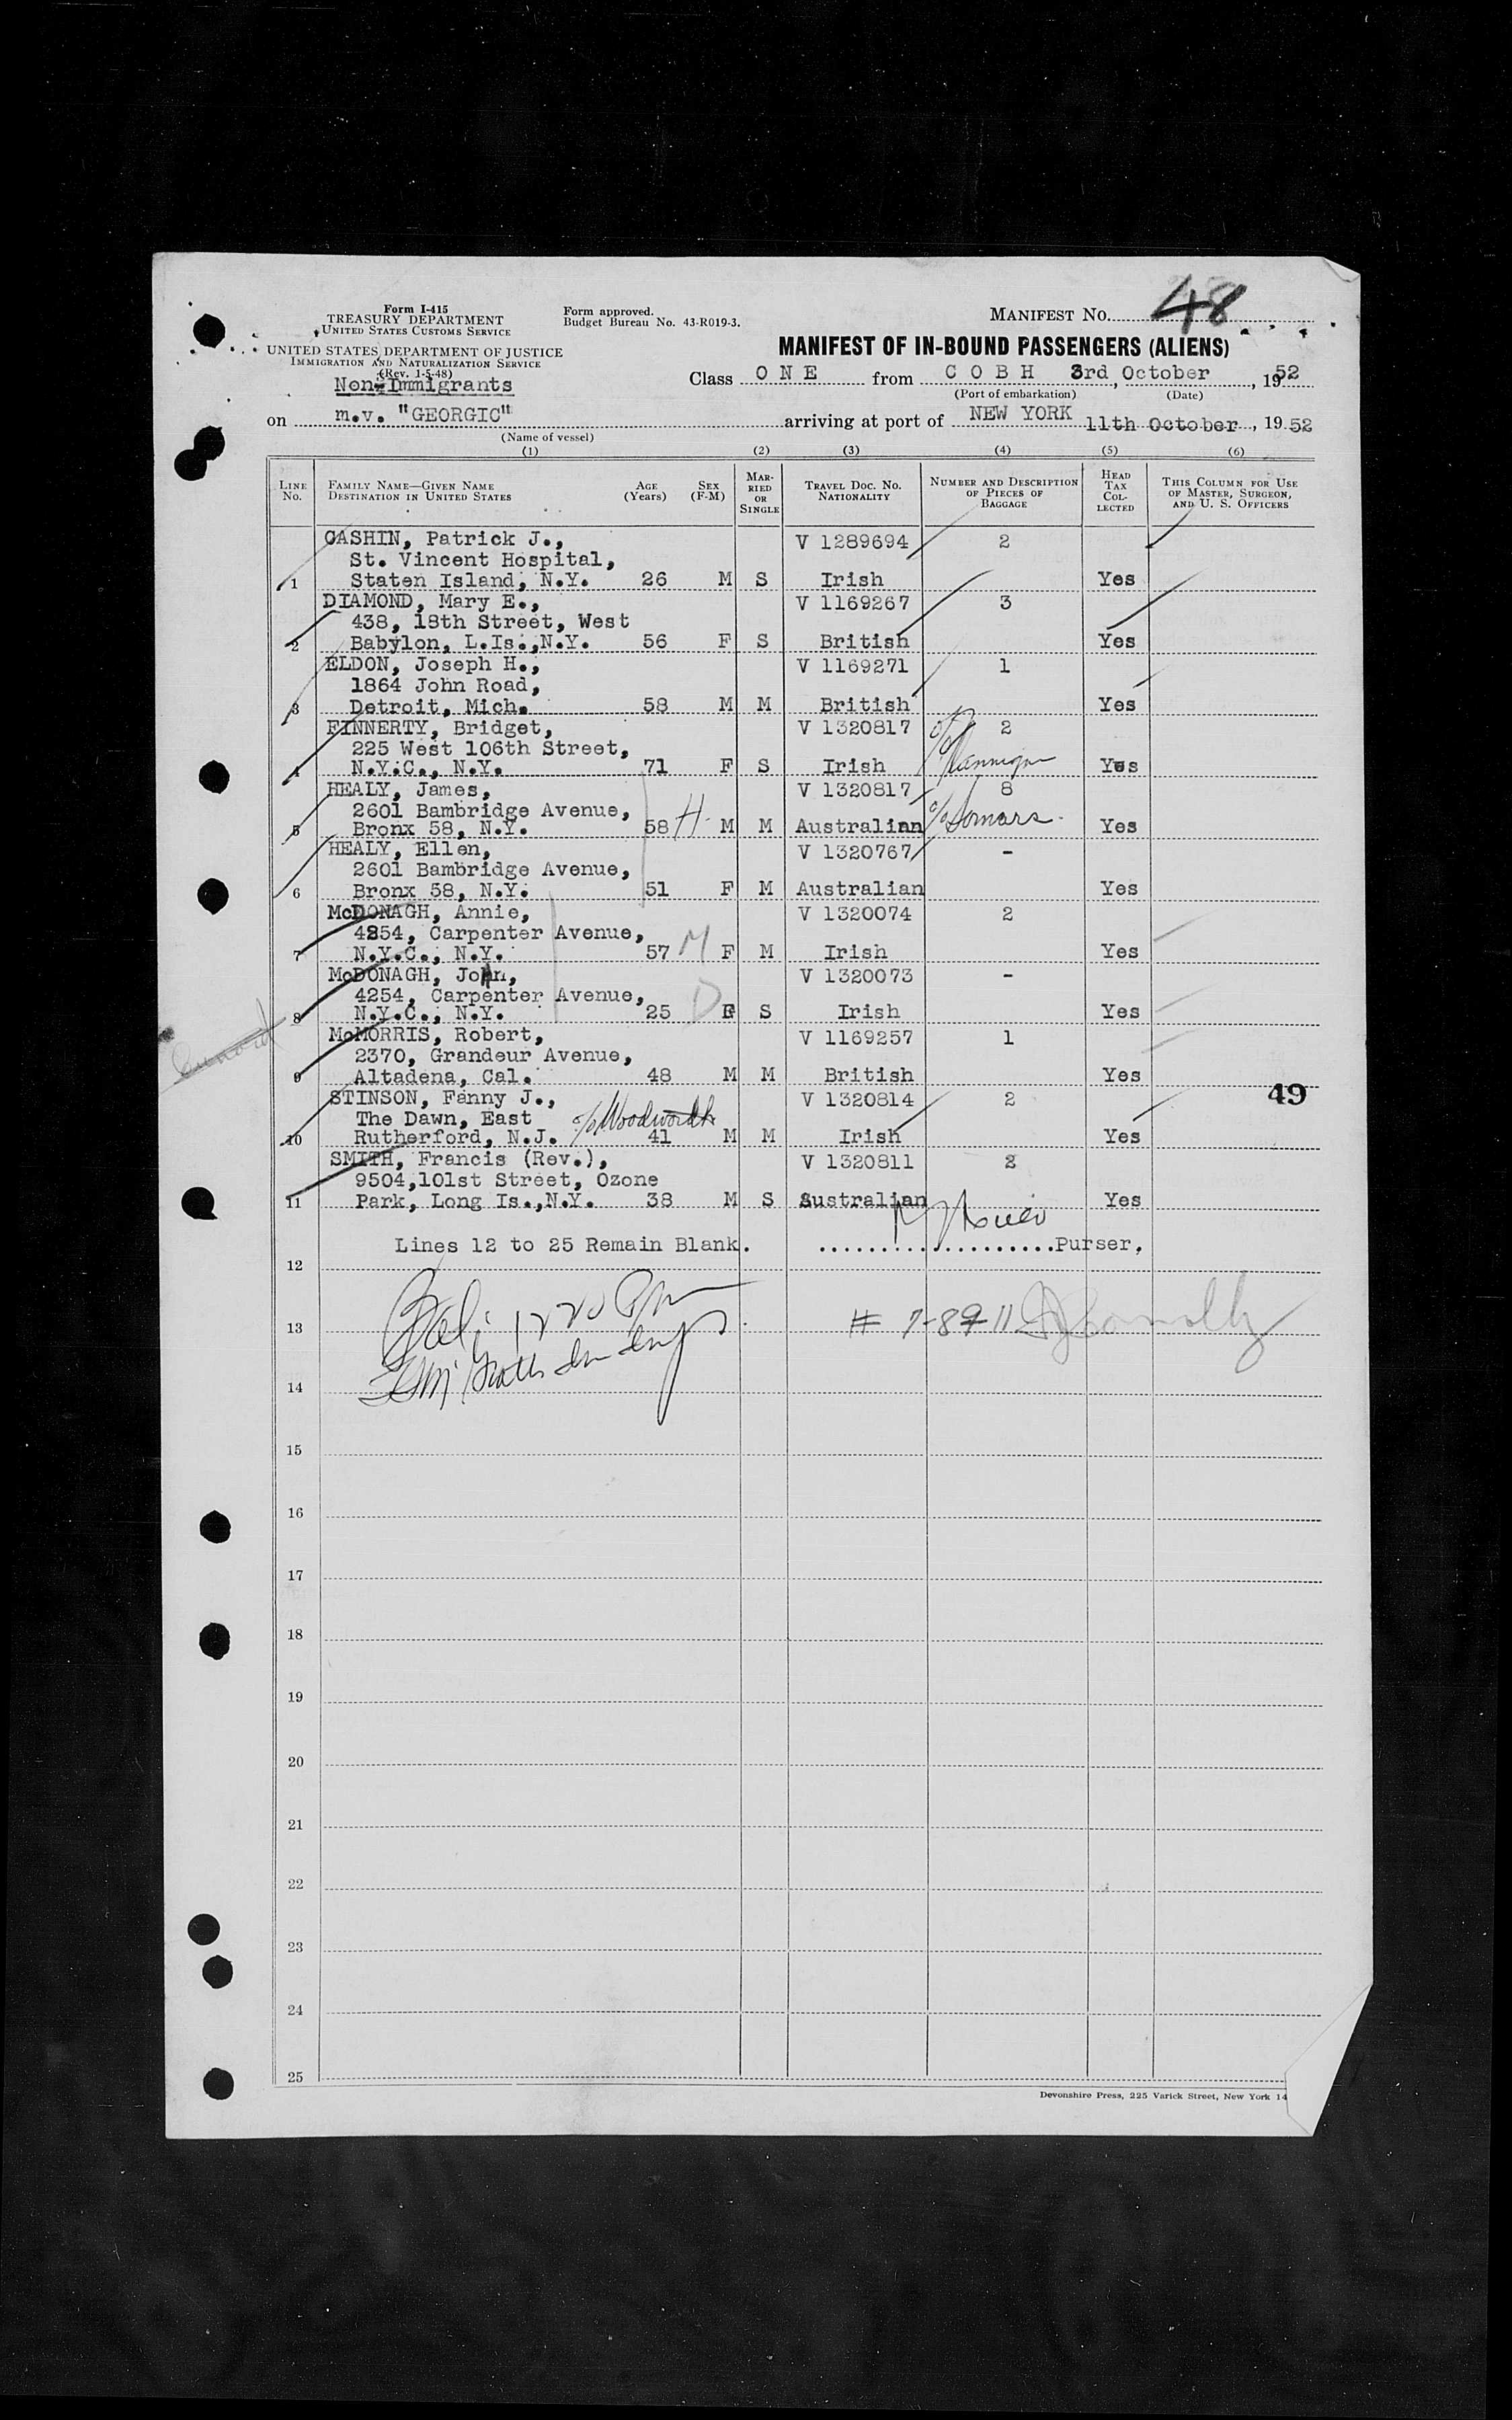 Form I-415
TREASURY DEPARTMENT
UNITED STATES CUSTOMS SERVICE
Form approved.
Budget Bureau No. 43-R019-3.
MANIFEST NO. 48
UNITED STATES DEPARTMENT OF JUSTICE
IMMIGRATION AND NATURALIZATION SERVICE
(Rev. 1-5-48)
Non-Immigrants
MANIFEST OF IN-BOUND PASSENGERS (ALIENS)
Class ONE from COBH 3rd October, 1952
(Port of embarkation) (Date)
on m.v. "GEORGIC" arriving at port of NEW YORK 11th October, 1952
(Name of vessel)
(1) (2) (3) (4) (5) (6)
LINE No. FAMILY NAME—GIVEN NAME DESTINATION IN UNITED STATES AGE (YEARS) SEX (F-M) MARRIED OR SINGLE TRAVEL DOC. NO. NATIONALITY NUMBER AND DESCRIPTION OF PIECES OF BAGGAGE HEAD TAX COLLECTED THIS COLUMN FOR USE OF MASTER, SURGEON, AND U. S. OFFICERS
CASHIN, Patrick J., V 1289694 2
St. Vincent Hospital,
1 Staten Island, N.Y. 26 M S Irish Yes
DIAMOND, Mary E., V 1169267 3
438, 18th Street, West
2 Babylon, L.Is.,N.Y. 56 F S British Yes
ELDON, Joseph H., V 1169271 1
1864 John Road,
3 Detroit, Mich. 58 M M British Yes
FINNERTY, Bridget, V 1320817 2
225 West 106th Street, c/o
4 N.Y.C., N.Y. 71 F S Irish Yes
HEALY, James, V 1320817 8
2601 Bambridge Avenue, c/o Somars
5 Bronx 58, N.Y. 58 H M M Australian Yes
HEALY, Ellen, V 1320767 -
2601 Bambridge Avenue,
6 Bronx 58, N.Y. 51 F M Australian Yes
McDONAGH, Annie, V 1320074 2
4254, Carpenter Avenue,
7 N.Y.C., N.Y. 57 M F M Irish Yes
McDONAGH, John, V 1320073 -
4254, Carpenter Avenue,
8 N.Y.C., N.Y. 25 D F S Irish Yes
McMORRIS, Robert, V 1169257 1
2370, Grandeur Avenue,
9 Altadena, Cal. 48 M M British Yes
49
STINSON, Fanny J., V 1320814 2
The Dawn, East c/o Woodworth
10 Rutherford, N.J. 41 M M Irish Yes
SMITH, Francis (Rev.), V 1320811 2
9504,101st Street, Ozone
11 Park, Long Is.,N.Y. 38 M S Australian Yes
Lines 12 to 25 Remain Blank. ...................Purser.
12
13
14
15
16
17
18
19
20
21
22
23
24
25
Devonshire Press, 225 Varick Street, New York 14